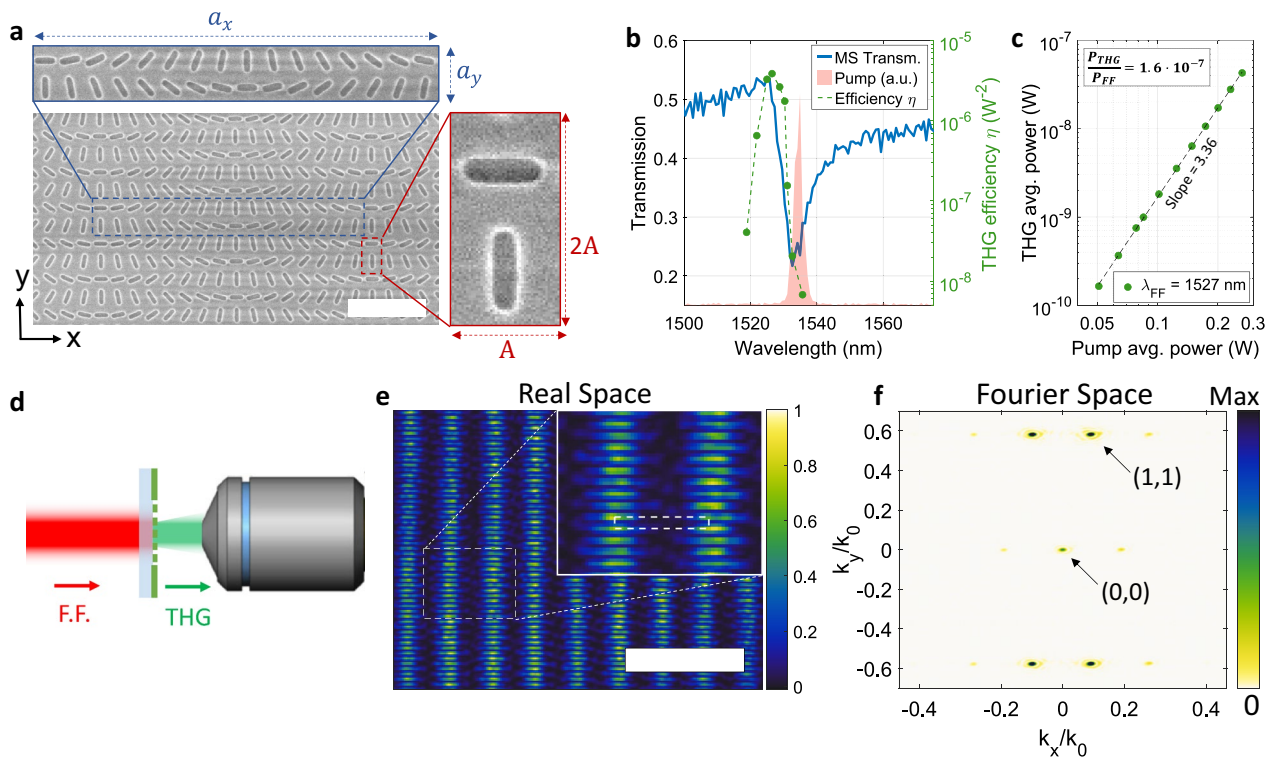 a
a_x
a_y
2A
A
y
x
b
0.6
0.5
0.4
0.3
0.2
Transmission
1500
1520
1540
1560
Wavelength (nm)
MS Transm.
Pump (a.u.)
Efficiency η
10⁻⁵
10⁻⁶
10⁻⁷
10⁻⁸
THG efficiency η (W⁻²)
c
10⁻⁷
10⁻⁸
10⁻⁹
10⁻¹⁰
THG avg. power (W)
P_THG/P_FF = 1.6 · 10⁻⁷
Slope = 3.36
λ_FF = 1527 nm
0.05
0.1
0.2
0.3
Pump avg. power (W)
d
F.F.
THG
e
Real Space
1
0.8
0.6
0.4
0.2
0
f
Fourier Space
Max
0
0.6
0.4
0.2
0
-0.2
-0.4
-0.6
k_y/k_0
(1,1)
(0,0)
-0.4
-0.2
0
0.2
0.4
k_x/k_0